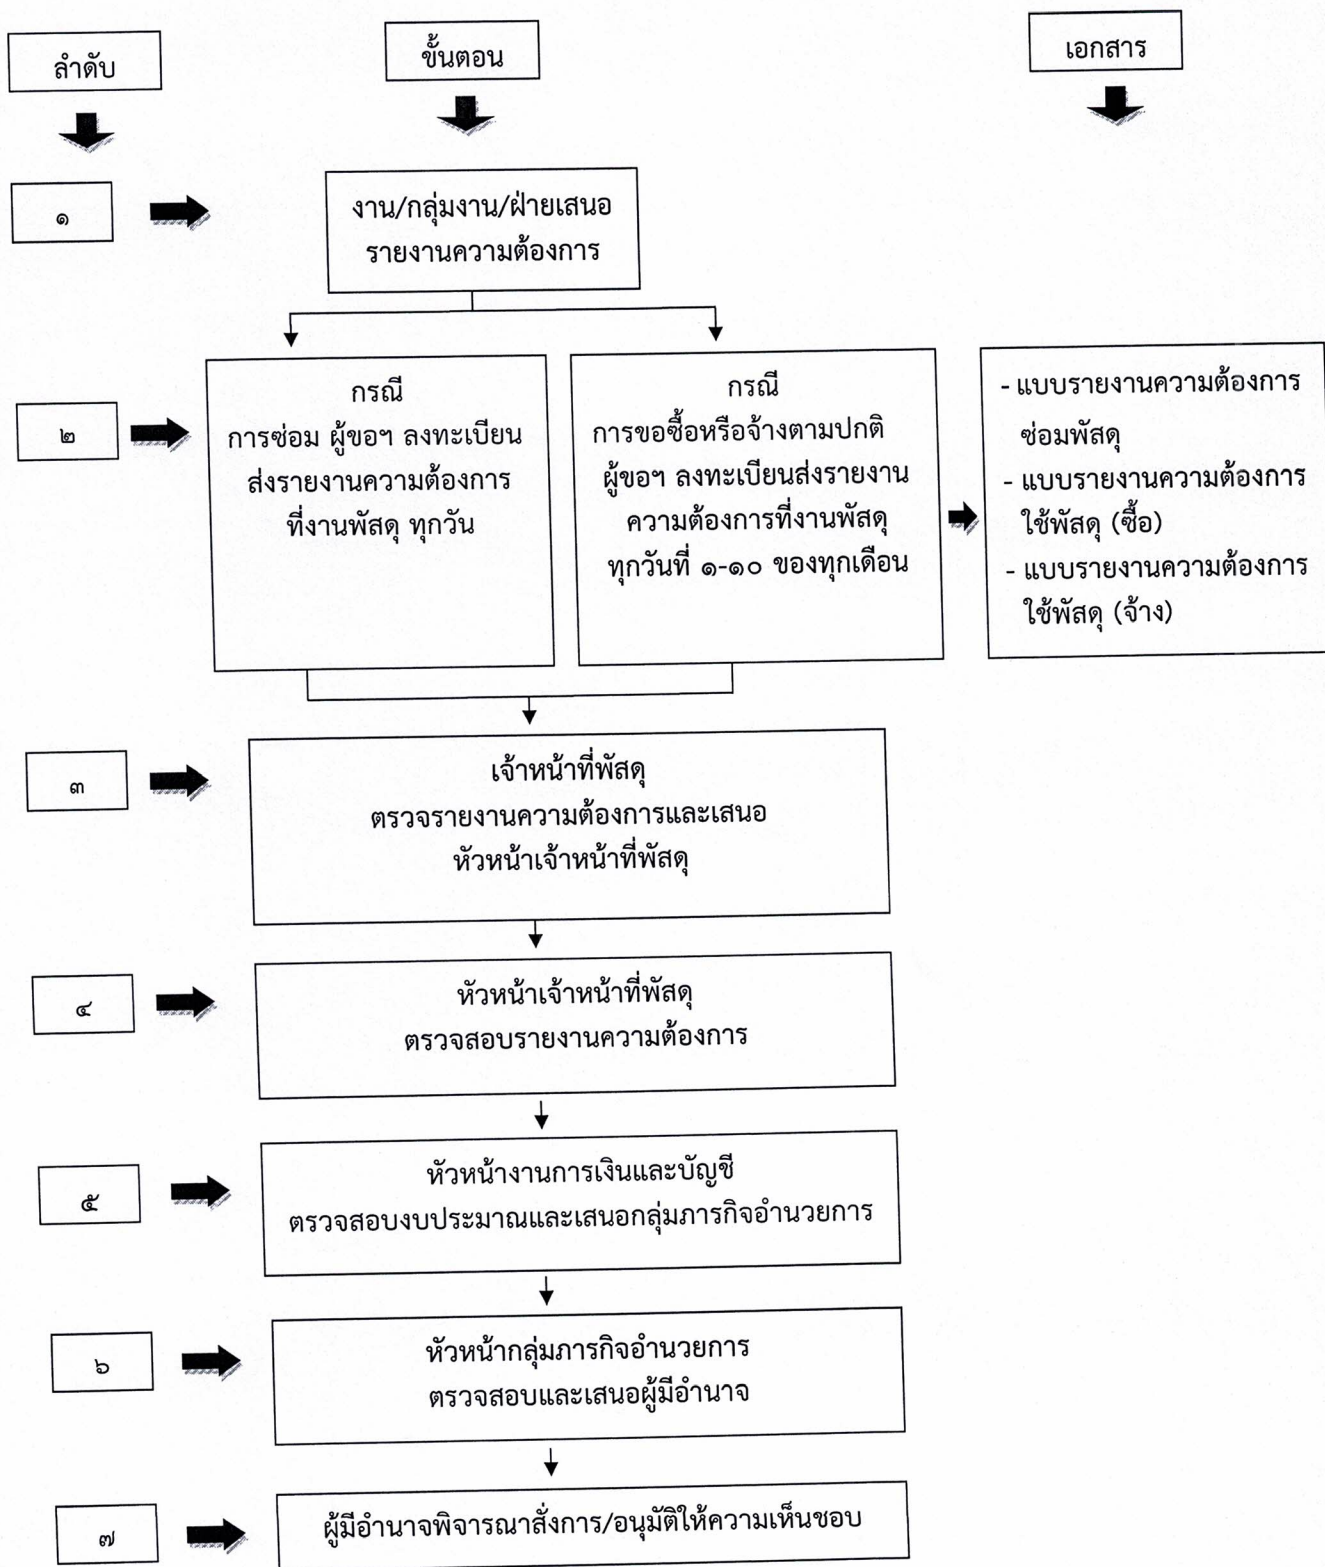 ลำดับ
ขั้นตอน
เอกสาร
๑
งาน/กลุ่มงาน/ฝ่ายเสนอ
รายงานความต้องการ
๒
กรณี
การซ่อม ผู้ขอฯ ลงทะเบียน
ส่งรายงานความต้องการ
ที่งานพัสดุ ทุกวัน
กรณี
การขอซื้อหรือจ้างตามปกติ
ผู้ขอฯ ลงทะเบียนส่งรายงาน
ความต้องการที่งานพัสดุ
ทุกวันที่ ๑-๑๐ ของทุกเดือน
- แบบรายงานความต้องการ
ซ่อมพัสดุ
- แบบรายงานความต้องการ
ใช้พัสดุ (ซื้อ)
- แบบรายงานความต้องการ
ใช้พัสดุ (จ้าง)
๓
เจ้าหน้าที่พัสดุ
ตรวจรายงานความต้องการและเสนอ
หัวหน้าเจ้าหน้าที่พัสดุ
๔
หัวหน้าเจ้าหน้าที่พัสดุ
ตรวจสอบรายงานความต้องการ
๕
หัวหน้างานการเงินและบัญชี
ตรวจสอบงบประมาณและเสนอกลุ่มภารกิจอำนวยการ
๖
หัวหน้ากลุ่มภารกิจอำนวยการ
ตรวจสอบและเสนอผู้มีอำนาจ
๗
ผู้มีอำนาจพิจารณาสั่งการ/อนุมัติให้ความเห็นชอบ